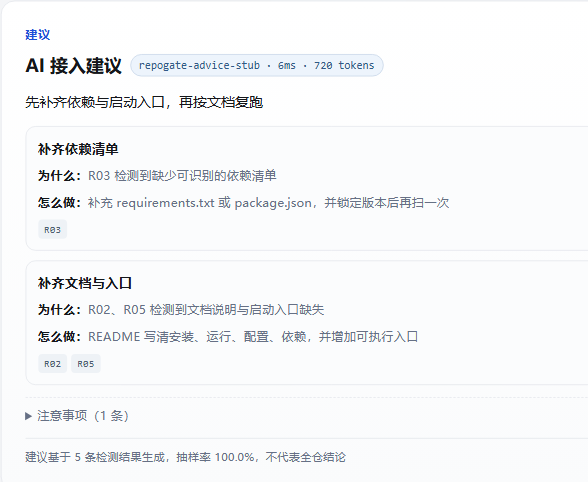 建议
AI 接入建议 repogate-advice-stub · 6ms · 720 tokens
先补齐依赖与启动入口，再按文档复跑
补齐依赖清单
为什么：R03 检测到缺少可识别的依赖清单
怎么做：补充 requirements.txt 或 package.json，并锁定版本后再扫一次
R03
补齐文档与入口
为什么：R02、R05 检测到文档说明与启动入口缺失
怎么做：README 写清安装、运行、配置、依赖，并增加可执行入口
R02 R05
▶ 注意事项（1 条）
建议基于 5 条检测结果生成，抽样率 100.0%，不代表全仓结论